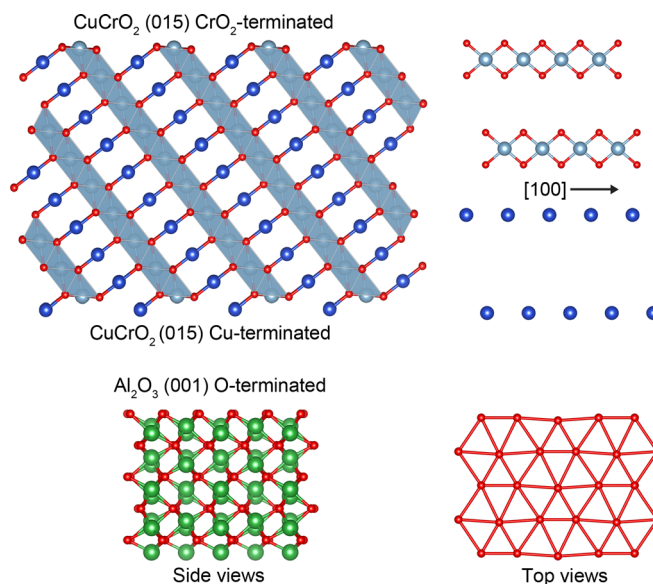 CuCrO₂ (015) CrO₂-terminated
[100]
CuCrO₂ (015) Cu-terminated
Al₂O₃ (001) O-terminated
Side views
Top views